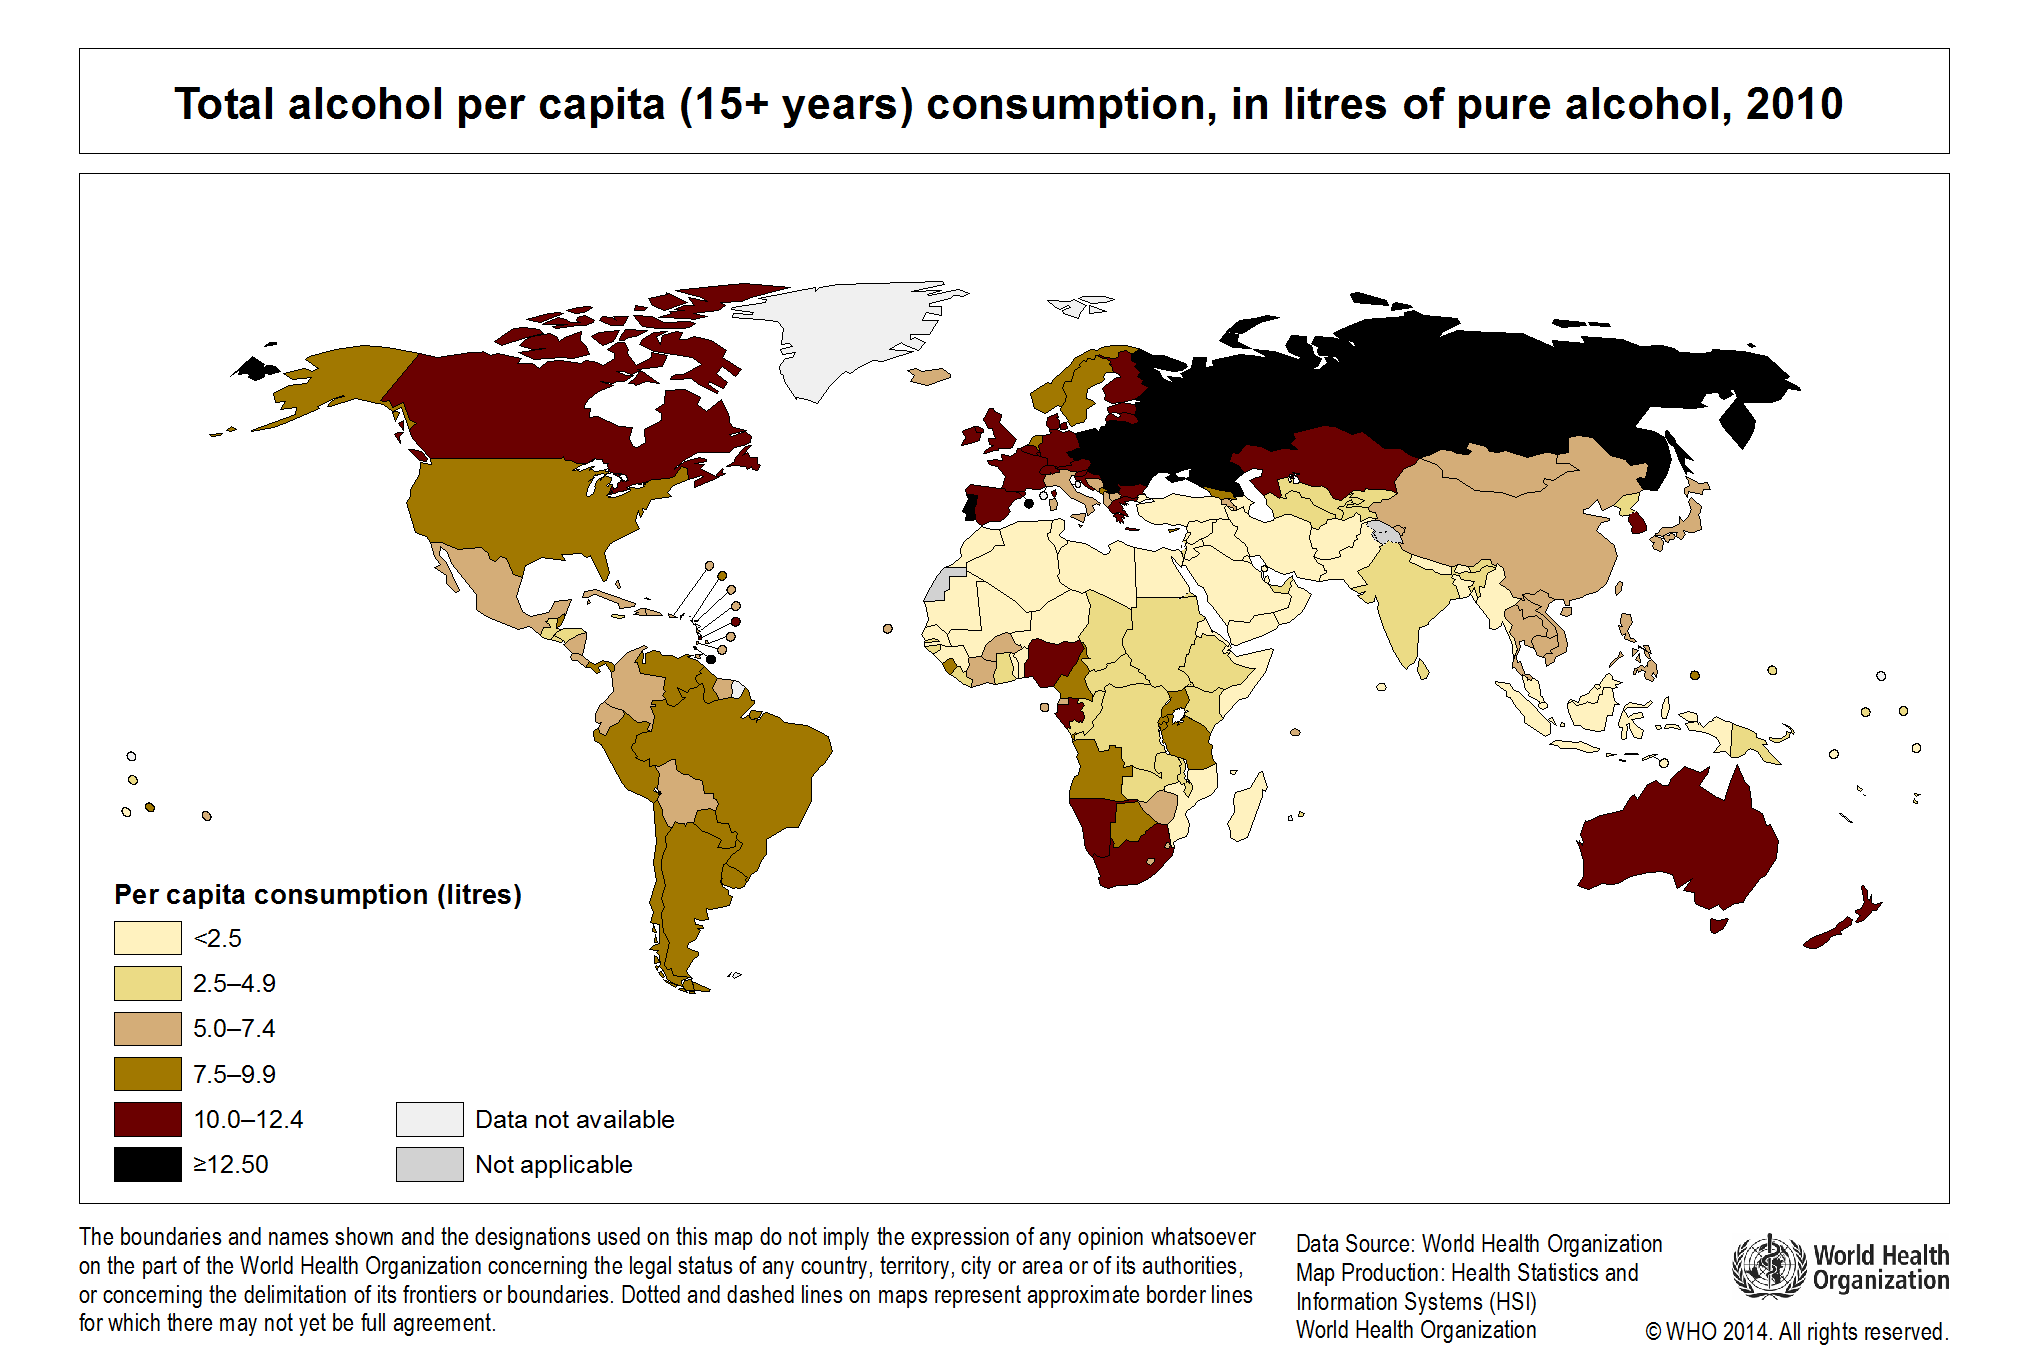 Total alcohol per capita (15+ years) consumption, in litres of pure alcohol, 2010
Per capita consumption (litres)
<2.5
2.5–4.9
5.0–7.4
7.5–9.9
10.0–12.4
≥12.50
Data not available
Not applicable
The boundaries and names shown and the designations used on this map do not imply the expression of any opinion whatsoever
on the part of the World Health Organization concerning the legal status of any country, territory, city or area or of its authorities,
or concerning the delimitation of its frontiers or boundaries. Dotted and dashed lines on maps represent approximate border lines
for which there may not yet be full agreement.
Data Source: World Health Organization
Map Production: Health Statistics and
Information Systems (HSI)
World Health Organization
World Health
Organization
© WHO 2014. All rights reserved.